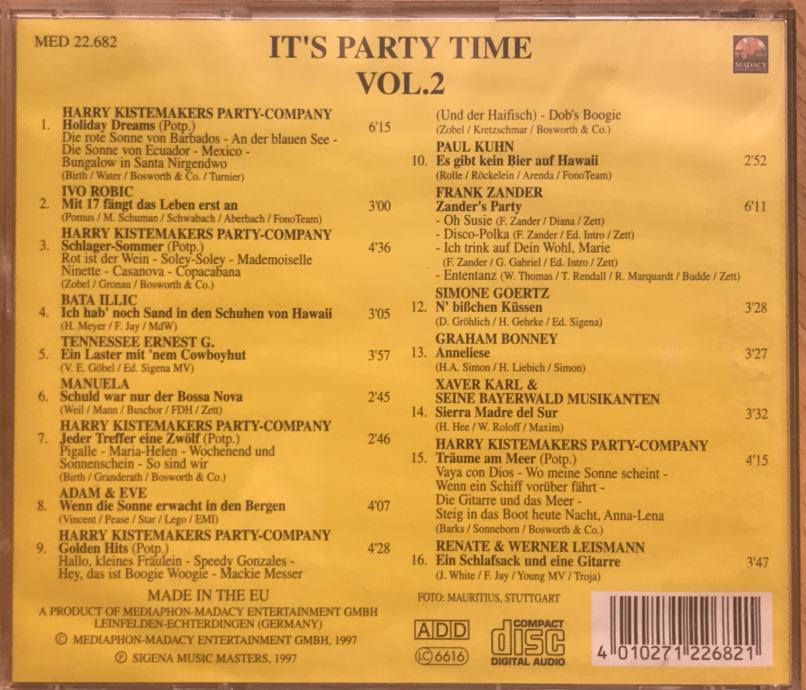 MED 22.682
IT'S PARTY TIME
VOL.2
MADACY
HARRY KISTEMAKERS PARTY-COMPANY
1. Holiday Dreams (Potp.) 6'15
Die rote Sonne von Barbados - An der blauen See -
Die Sonne von Ecuador - Mexico -
Bungalow in Santa Nirgendwo
(Birth / Water / Bosworth & Co. / Turnier)
IVO ROBIC
2. Mit 17 fängt das Leben erst an 3'00
(Pomus / M. Schuman / Schwabach / Aberbach / FonoTeam)
HARRY KISTEMAKERS PARTY-COMPANY
3. Schlager-Sommer (Potp.) 4'36
Rot ist der Wein - Soley-Soley - Mademoiselle
Ninette - Casanova - Copacabana
(Zobel / Gronau / Bosworth & Co.)
BATA ILLIC
4. Ich hab' noch Sand in den Schuhen von Hawaii 3'05
(H. Meyer / F. Jay / MdW)
TENNESSEE ERNEST G.
5. Ein Laster mit 'nem Cowboyhut 3'57
(V. E. Göbel / Ed. Sigena MV)
MANUELA
6. Schuld war nur der Bossa Nova 2'45
(Weil / Mann / Buschor / FDH / Zett)
HARRY KISTEMAKERS PARTY-COMPANY
7. Jeder Treffer eine Zwölf (Potp.) 2'46
Pigalle - Maria-Helen - Wochenend und
Sonnenschein - So sind wir
(Birth / Granderath / Bosworth & Co.)
ADAM & EVE
8. Wenn die Sonne erwacht in den Bergen 4'07
(Vincent / Pease / Star / Lego / EMI)
HARRY KISTEMAKERS PARTY-COMPANY
9. Golden Hits (Potp.) 4'28
Hallo, kleines Fräulein - Speedy Gonzales -
Hey, das ist Boogie Woogie - Mackie Messer
(Und der Haifisch) - Dob's Boogie
(Zobel / Kretzschmar / Bosworth & Co.)
PAUL KUHN
10. Es gibt kein Bier auf Hawaii 2'52
(Rolle / Röckelein / Arenda / FonoTeam)
FRANK ZANDER
Zander's Party 6'11
- Oh Susie (F. Zander / Diana / Zett)
- Disco-Polka (F. Zander / Ed. Intro / Zett)
- Ich trink auf Dein Wohl, Marie
(F. Zander / G. Gabriel / Ed. Intro / Zett)
- Ententanz (W. Thomas / T. Rendall / R. Marquardt / Budde / Zett)
SIMONE GOERTZ
12. N' bißchen Küssen 3'28
(D. Gröhlich / H. Gehrke / Ed. Sigena)
GRAHAM BONNEY
13. Anneliese 3'27
(H.A. Simon / H. Liebich / Simon)
XAVER KARL &
SEINE BAYERWALD MUSIKANTEN
14. Sierra Madre del Sur 3'32
(H. Hee / W. Roloff / Maxim)
HARRY KISTEMAKERS PARTY-COMPANY
15. Träume am Meer (Potp.) 4'15
Vaya con Dios - Wo meine Sonne scheint -
Wenn ein Schiff vorüber fährt -
Die Gitarre und das Meer -
Steig in das Boot heute Nacht, Anna-Lena
(Barks / Sonneborn / Bosworth & Co.)
RENATE & WERNER LEISMANN
16. Ein Schlafsack und eine Gitarre 3'47
(J. White / F. Jay / Young MV / Troja)
MADE IN THE EU
A PRODUCT OF MEDIAPHON-MADACY ENTERTAINMENT GMBH
LEINFELDEN-ECHTERDINGEN (GERMANY)
© MEDIAPHON-MADACY ENTERTAINMENT GMBH, 1997
℗ SIGENA MUSIC MASTERS, 1997
FOTO: MAURITIUS, STUTTGART
ADD
LC 6616
COMPACT
disc
DIGITAL AUDIO
4 010271 226821